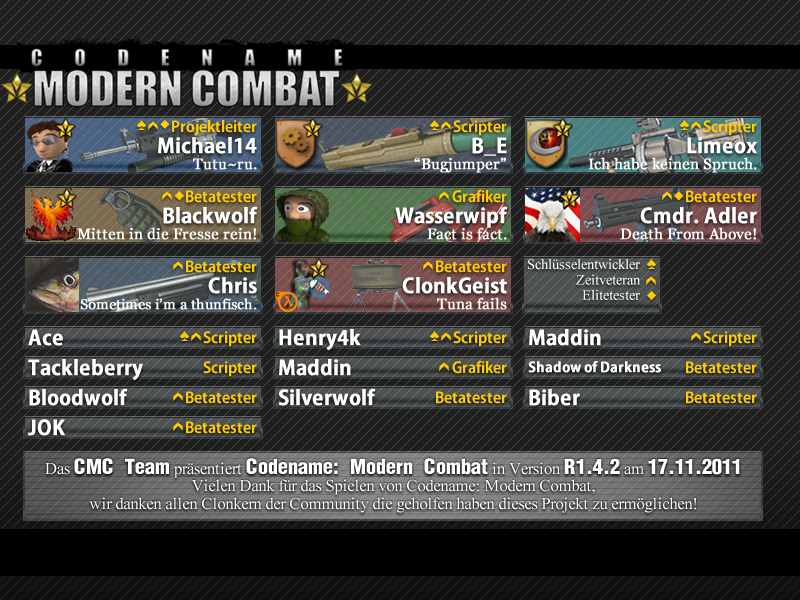 CODENAME
MODERN COMBAT
Projektleiter
Michael14
Tutu~ru.
Scripter
B_E
“Bugjumper”
Scripter
Limeox
Ich habe keinen Spruch.
Betatester
Blackwolf
Mitten in die Fresse rein!
Grafiker
Wasserwipf
Fact is fact.
Betatester
Cmdr. Adler
Death From Above!
Betatester
Chris
Sometimes i'm a thunfisch.
Betatester
ClonkGeist
Tuna fails
Schlüsselentwickler
Zeitveteran
Elitetester
Ace Scripter
Henry4k Scripter
Maddin Scripter
Tackleberry Scripter
Maddin Grafiker
Shadow of Darkness Betatester
Bloodwolf Betatester
Silverwolf Betatester
Biber Betatester
JOK Betatester
Das CMC Team präsentiert Codename: Modern Combat in Version R1.4.2 am 17.11.2011
Vielen Dank für das Spielen von Codename: Modern Combat,
wir danken allen Clonkern der Community die geholfen haben dieses Projekt zu ermöglichen!